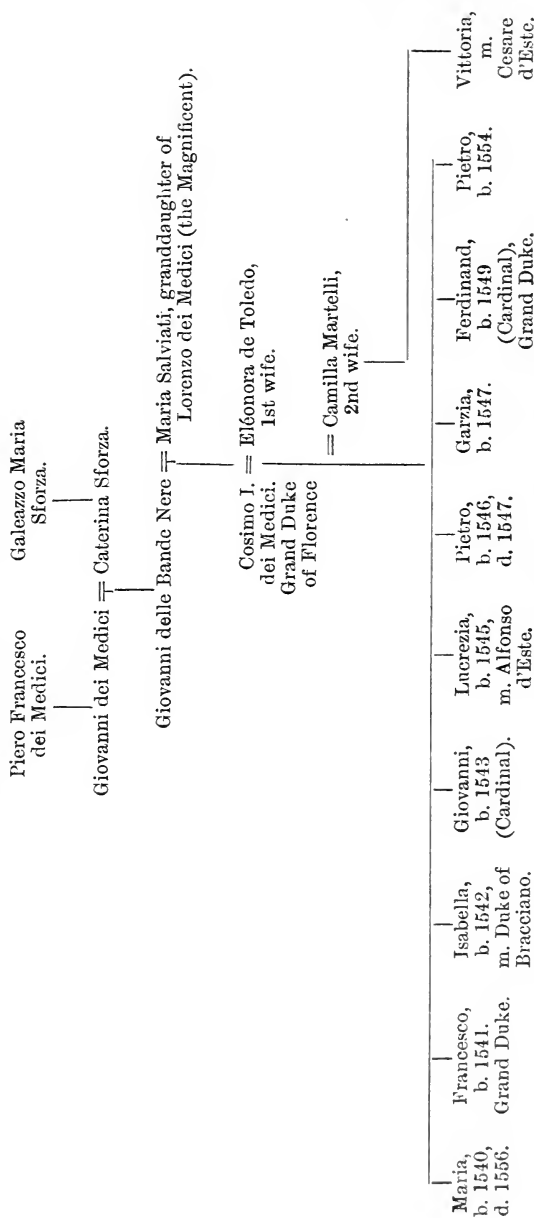 Piero Francesco
dei Medici.
Galeazzo Maria
Sforza.
Giovanni dei Medici = Caterina Sforza.
Giovanni delle Bande Nere = Maria Salviati, granddaughter of
Lorenzo dei Medici (the Magnificent).
Cosimo I. = Eléonora de Toledo,
dei Medici. 1st wife.
Grand Duke
of Florence
= Camilla Martelli,
2nd wife.
Maria,
b. 1540,
d. 1556.
Francesco,
b. 1541.
Grand Duke.
Isabella,
b. 1542,
m. Duke of
Bracciano.
Giovanni,
b. 1543
(Cardinal).
Lucrezia,
b. 1545,
m. Alfonso
d'Este.
Pietro,
b. 1546,
d. 1547.
Garzia,
b. 1547.
Ferdinand,
b. 1549
(Cardinal),
Grand Duke.
Pietro,
b. 1554.
Vittoria,
m.
Cesare
d'Este.